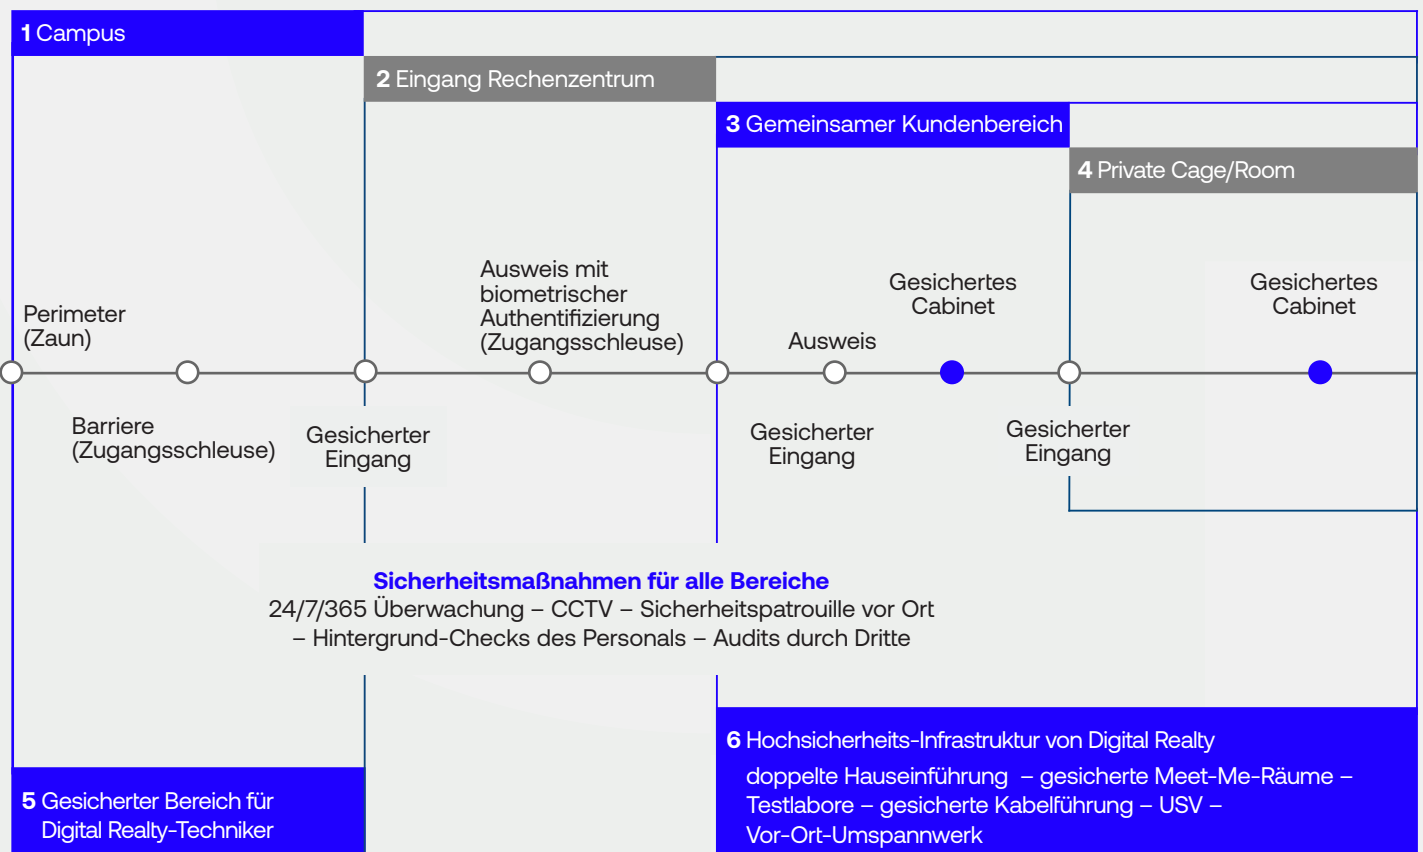 1 Campus
2 Eingang Rechenzentrum
3 Gemeinsamer Kundenbereich
4 Private Cage/Room
Perimeter
(Zaun)
Barriere
(Zugangsschleuse)
Gesicherter
Eingang
Ausweis mit
biometrischer
Authentifizierung
(Zugangsschleuse)
Ausweis
Gesicherter
Eingang
Gesichertes
Cabinet
Gesicherter
Eingang
Gesichertes
Cabinet
Sicherheitsmaßnahmen für alle Bereiche
24/7/365 Überwachung – CCTV – Sicherheitspatrouille vor Ort
– Hintergrund-Checks des Personals – Audits durch Dritte
5 Gesicherter Bereich für
Digital Realty-Techniker
6 Hochsicherheits-Infrastruktur von Digital Realty
doppelte Hauseinführung – gesicherte Meet-Me-Räume –
Testlabore – gesicherte Kabelführung – USV –
Vor-Ort-Umspannwerk